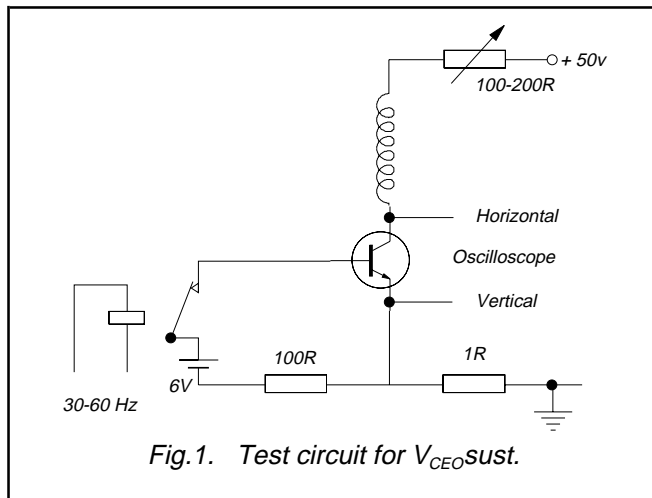 + 50v
100-200R
Horizontal
Oscilloscope
Vertical
100R
1R
6V
30-60 Hz
Fig.1. Test circuit for VCEOsust.